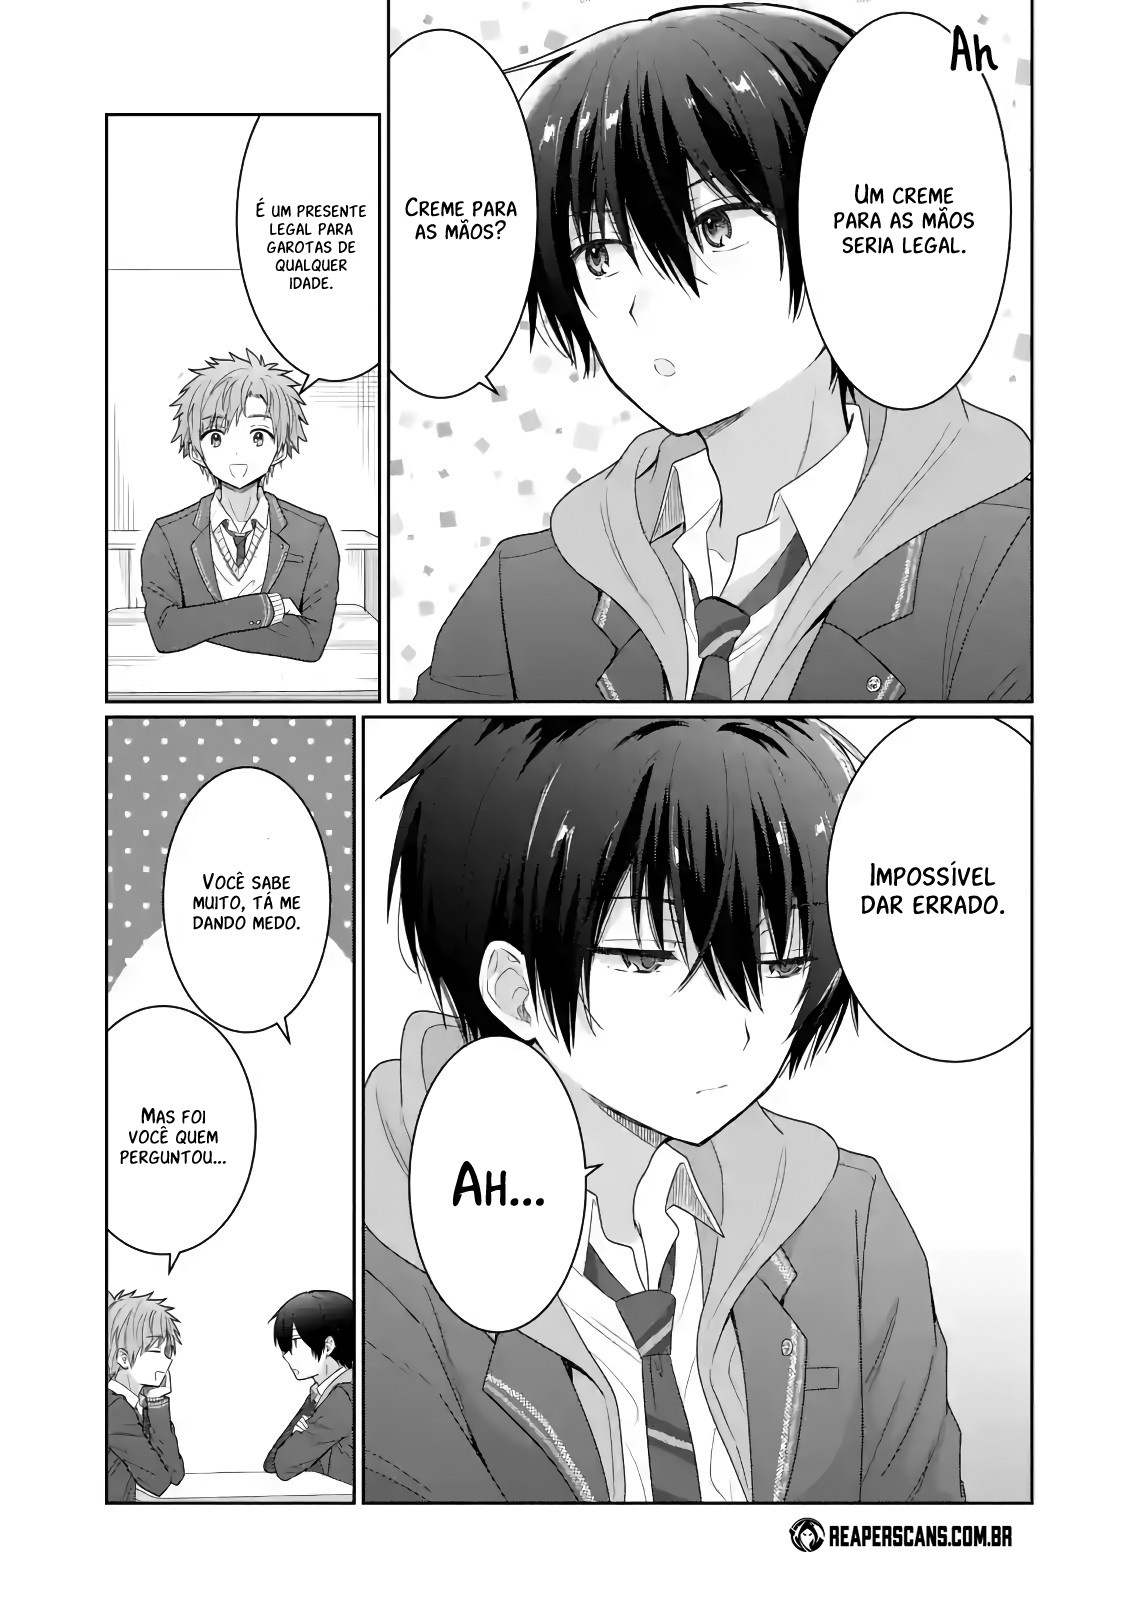 Ah
UM CREME
PARA AS MÃOS
SERIA LEGAL.
CREME PARA
AS MÃOS?
É UM PRESENTE
LEGAL PARA
GAROTAS DE
QUALQUER
IDADE.
IMPOSSÍVEL
DAR ERRADO.
AH...
VOCÊ SABE
MUITO, TÁ ME
DANDO MEDO.
MAS FOI
VOCÊ QUEM
PERGUNTOU...
REAPERSCANS.COM.BR